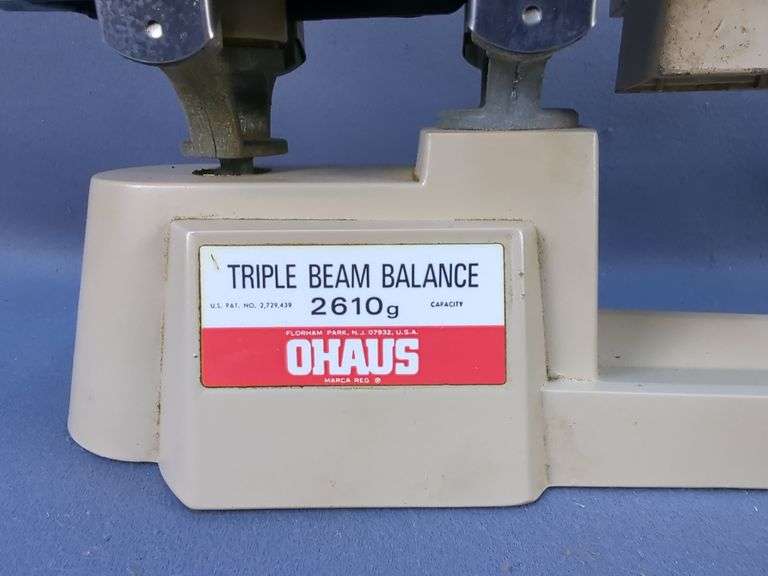 TRIPLE BEAM BALANCE
U.S. PAT. NO. 2,729,439 2610g CAPACITY
FLORHAM PARK, N.J. 07932, U.S.A.
OHAUS
MARCA REG ®